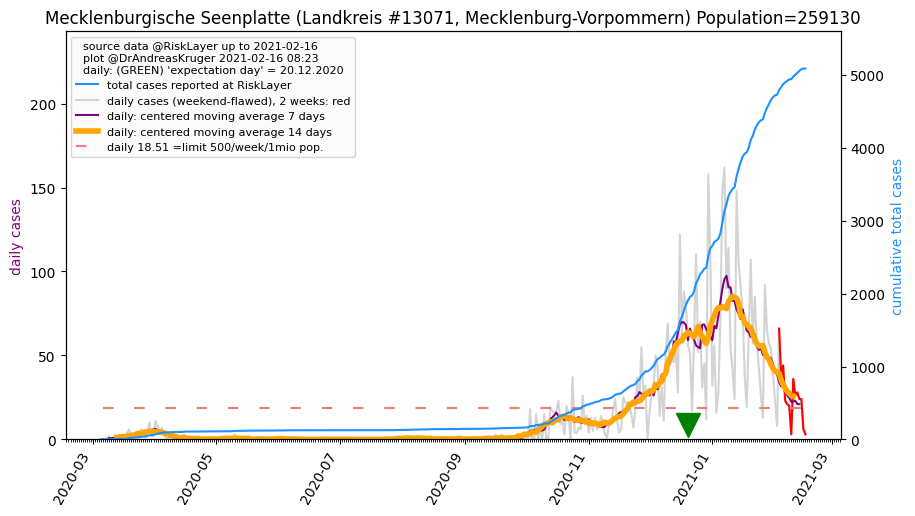 Mecklenburgische Seenplatte (Landkreis #13071, Mecklenburg-Vorpommern) Population=259130
source data @RiskLayer up to 2021-02-16
plot @DrAndreasKruger 2021-02-16 08:23
daily: (GREEN) 'expectation day' = 20.12.2020
total cases reported at RiskLayer
daily cases (weekend-flawed), 2 weeks: red
daily: centered moving average 7 days
daily: centered moving average 14 days
daily 18.51 =limit 500/week/1mio pop.
daily cases
200
150
100
50
0
cumulative total cases
5000
4000
3000
2000
1000
0
2020-03
2020-05
2020-07
2020-09
2020-11
2021-01
2021-03